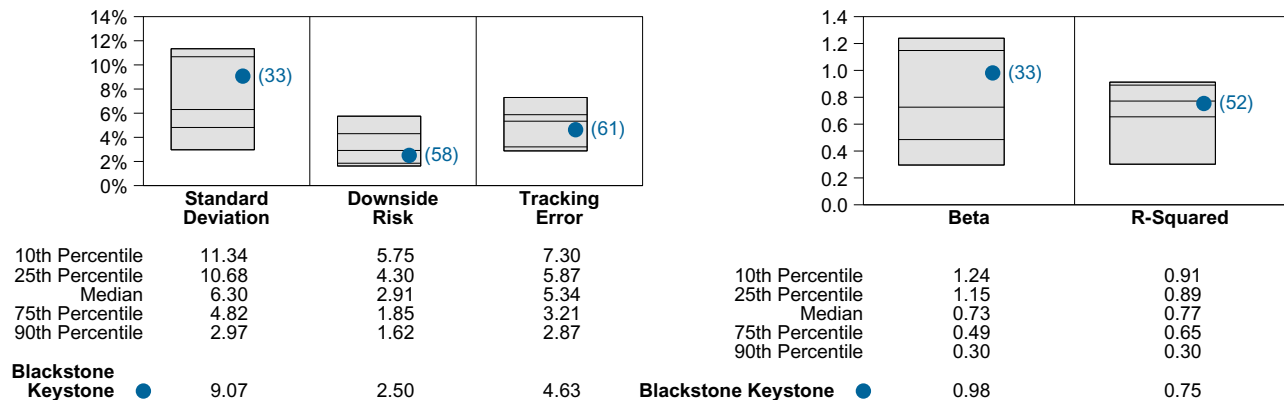 14%
12%
10%
8%
6%
4%
2%
0%
(33)
(58)
(61)
Standard Deviation
Downside Risk
Tracking Error
10th Percentile 11.34 5.75 7.30
25th Percentile 10.68 4.30 5.87
Median 6.30 2.91 5.34
75th Percentile 4.82 1.85 3.21
90th Percentile 2.97 1.62 2.87
Blackstone
Keystone 9.07 2.50 4.63
1.4
1.2
1.0
0.8
0.6
0.4
0.2
0.0
(33)
(52)
Beta
R-Squared
10th Percentile 1.24 0.91
25th Percentile 1.15 0.89
Median 0.73 0.77
75th Percentile 0.49 0.65
90th Percentile 0.30 0.30
Blackstone Keystone 0.98 0.75